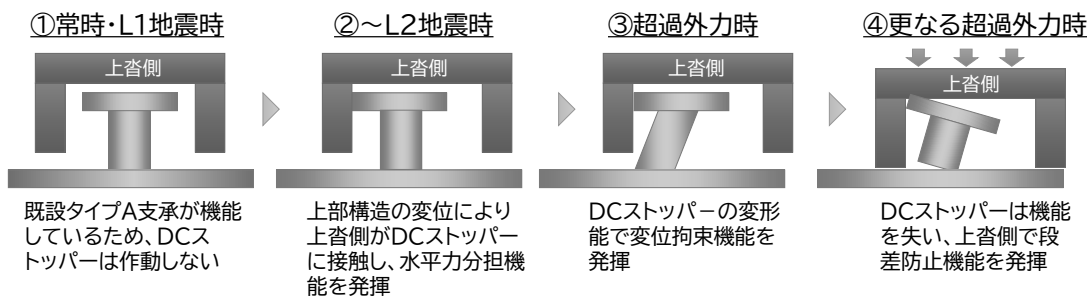 ①常時・L1地震時
上沓側
既設タイプA支承が機能
しているため、DCス
トッパーは作動しない
②～L2地震時
上沓側
上部構造の変位により
上沓側がDCストッパー
に接触し、水平力分担機
能を発揮
③超過外力時
上沓側
DCストッパーの変形
能で変位拘束機能を
発揮
④更なる超過外力時
上沓側
DCストッパーは機能
を失い、上沓側で段
差防止機能を発揮